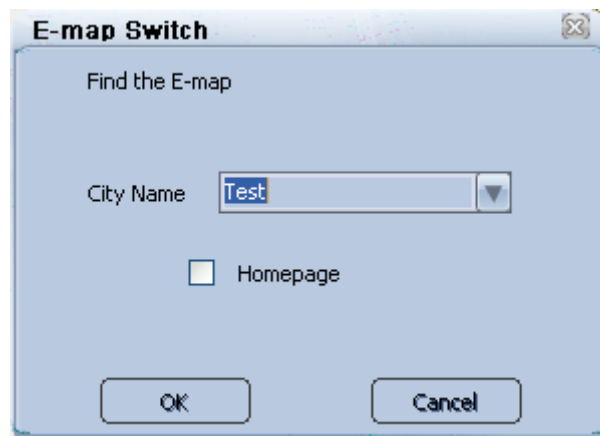 E-map Switch
Find the E-map
City Name Test
Homepage
OK Cancel